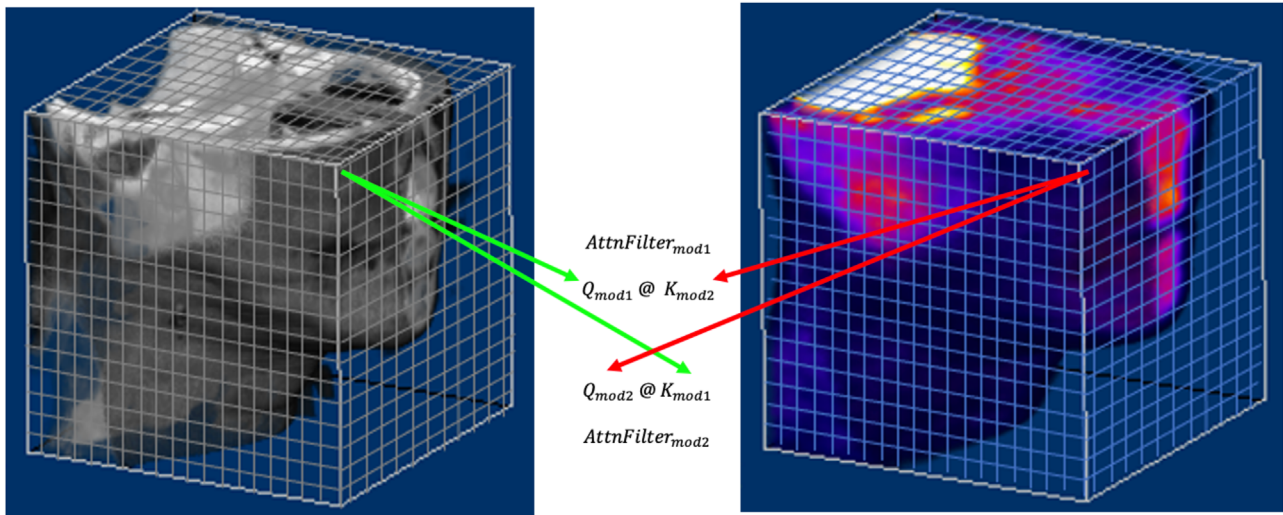 AttnFilter_mod1
Q_mod1 @ K_mod2
Q_mod2 @ K_mod1
AttnFilter_mod2